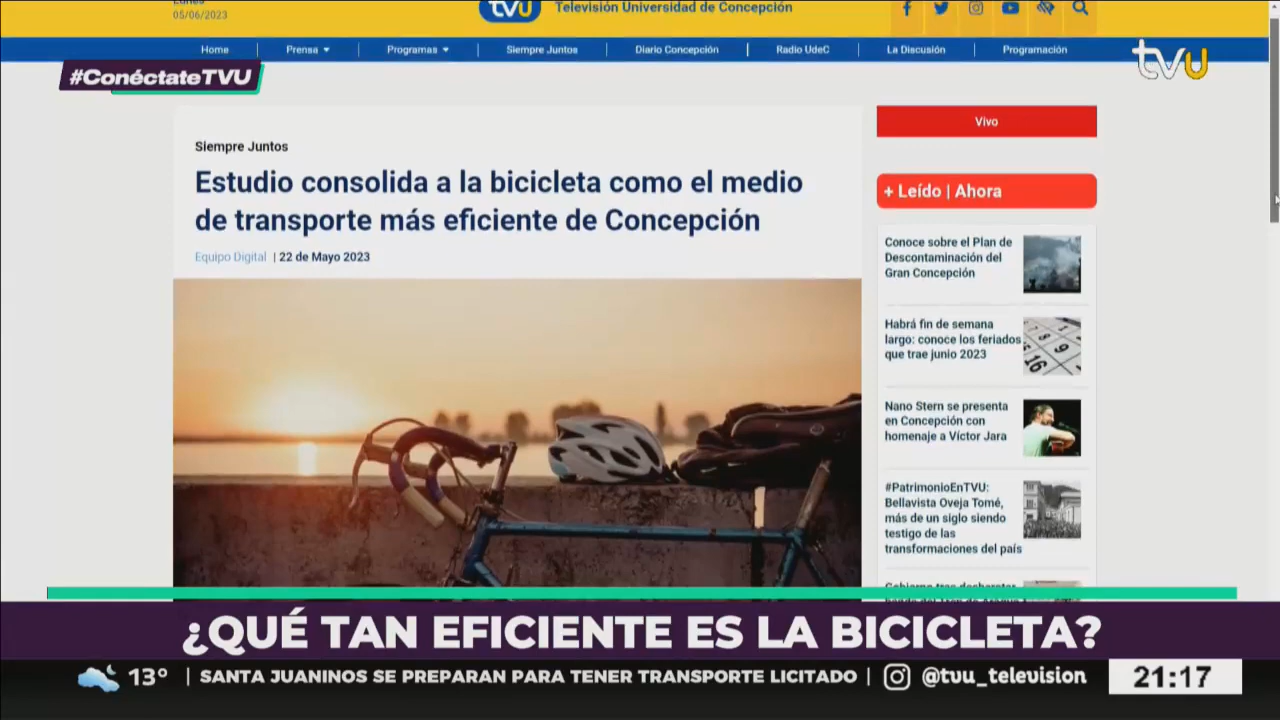 Lunes
05/06/2023
tvu
Televisión Universidad de Concepción
Home
Prensa
Programas
Siempre Juntos
Diario Concepción
Radio UdeC
La Discusión
Programación
#ConéctateTVU
tvu
Siempre Juntos
Estudio consolida a la bicicleta como el medio
de transporte más eficiente de Concepción
Equipo Digital | 22 de Mayo 2023
Vivo
+ Leído | Ahora
Conoce sobre el Plan de
Descontaminación del
Gran Concepción
Habrá fin de semana
largo: conoce los feriados
que trae junio 2023
8
9
16
Nano Stern se presenta
en Concepción con
homenaje a Víctor Jara
#PatrimonioEnTVU:
Bellavista Oveja Tomé,
más de un siglo siendo
testigo de las
transformaciones del país
¿QUÉ TAN EFICIENTE ES LA BICICLETA?
13° | SANTA JUANINOS SE PREPARAN PARA TENER TRANSPORTE LICITADO | @tvu_television
21:17